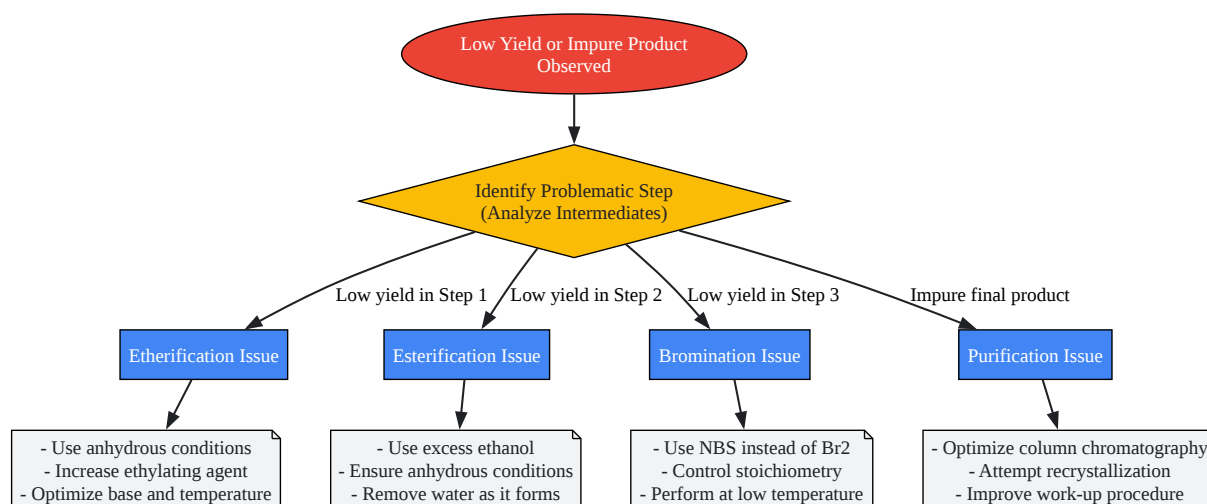 Low Yield or Impure Product
Observed
Identify Problematic Step
(Analyze Intermediates)
Low yield in Step 1
Low yield in Step 2
Low yield in Step 3
Impure final product
Etherification Issue
Esterification Issue
Bromination Issue
Purification Issue
- Use anhydrous conditions
- Increase ethylating agent
- Optimize base and temperature
- Use excess ethanol
- Ensure anhydrous conditions
- Remove water as it forms
- Use NBS instead of Br2
- Control stoichiometry
- Perform at low temperature
- Optimize column chromatography
- Attempt recrystallization
- Improve work-up procedure